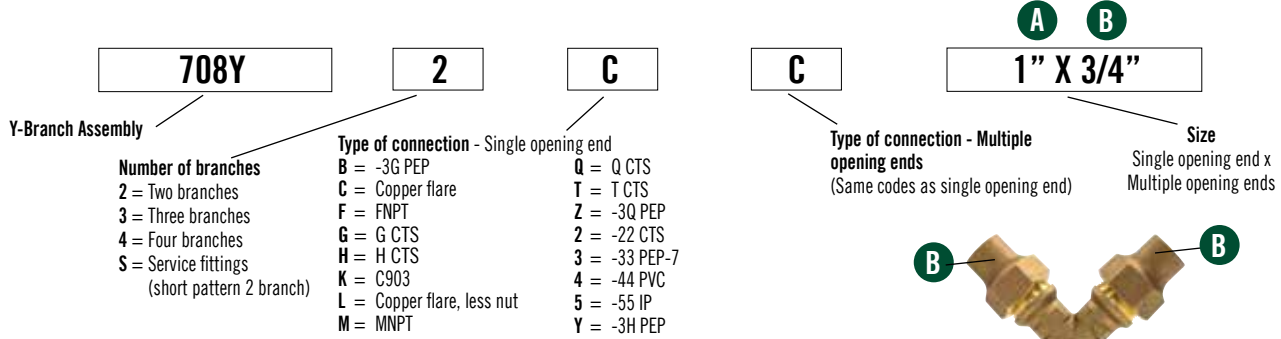 A B
708Y 2 C C 1” X 3/4”
Y-Branch Assembly
Number of branches
2 = Two branches
3 = Three branches
4 = Four branches
S = Service fittings
(short pattern 2 branch)
Type of connection - Single opening end
B = -3G PEP
C = Copper flare
F = FNPT
G = G CTS
H = H CTS
K = C903
L = Copper flare, less nut
M = MNPT
Q = Q CTS
T = T CTS
Z = -3Q PEP
2 = -22 CTS
3 = -33 PEP-7
4 = -44 PVC
5 = -55 IP
Y = -3H PEP
Type of connection - Multiple
opening ends
(Same codes as single opening end)
Size
Single opening end x
Multiple opening ends
B
B